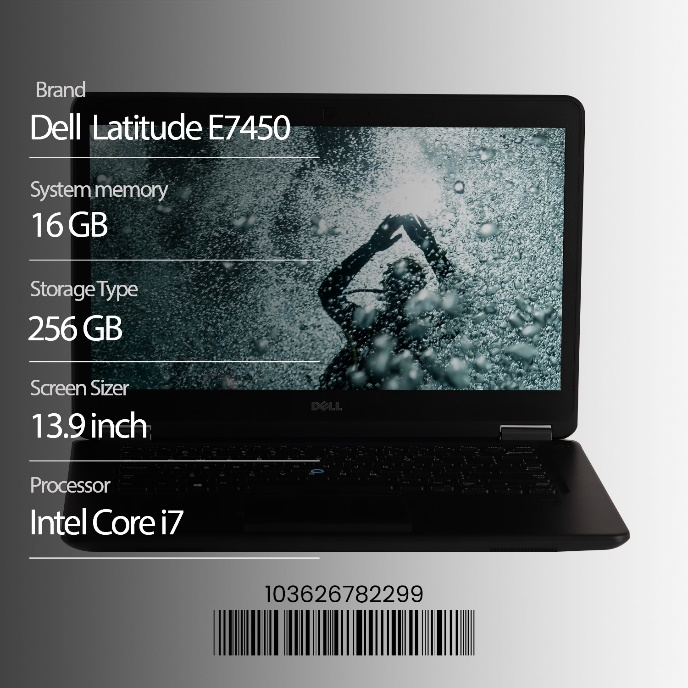 Brand
Dell Latitude E7450
System memory
16 GB
Storage Type
256 GB
Screen Sizer
DELL
13.9 inch
Processor
Intel Core i7
103626782299